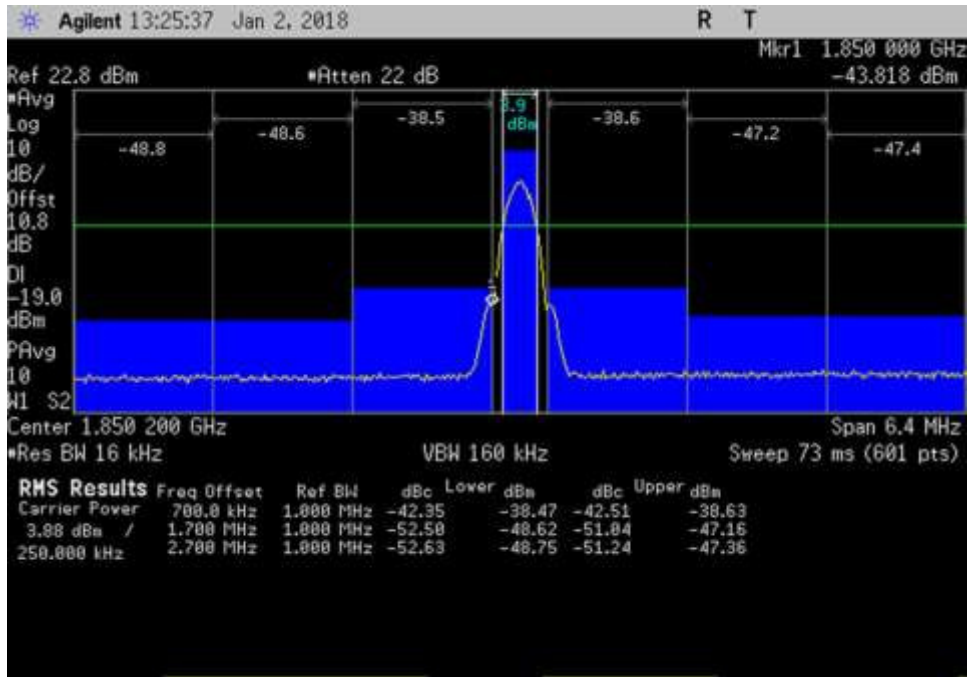 Agilent 13:25:37 Jan 2, 2018 R T
Mkr1 1.850 000 GHz
Ref 22.8 dBm #Atten 22 dB -43.818 dBm
#Avg
Log
10
dB/
Offst
10.8
dB
DI
-19.0
dBm
PAvg
10
W1 S2
-48.8 -48.6 -38.5 3.9 dBm -38.6 -47.2 -47.4
Center 1.850 200 GHz Span 6.4 MHz
#Res BW 16 kHz VBW 160 kHz Sweep 73 ms (601 pts)
RMS Results Freq Offset Ref BW dBc Lower dBm dBc Upper dBm
Carrier Power 700.0 kHz 1.000 MHz -42.35 -38.47 -42.51 -38.63
3.88 dBm / 1.700 MHz 1.000 MHz -52.50 -48.62 -51.04 -47.16
250.000 kHz 2.700 MHz 1.000 MHz -52.63 -48.75 -51.24 -47.36